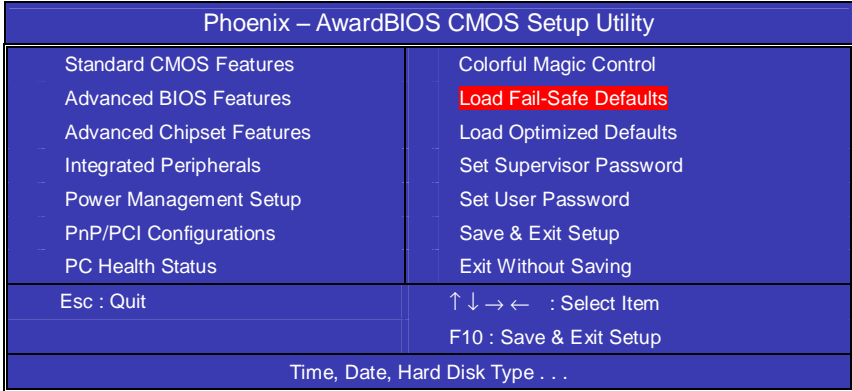 Phoenix – AwardBIOS CMOS Setup Utility
Standard CMOS Features
Advanced BIOS Features
Advanced Chipset Features
Integrated Peripherals
Power Management Setup
PnP/PCI Configurations
PC Health Status
Colorful Magic Control
Load Fail-Safe Defaults
Load Optimized Defaults
Set Supervisor Password
Set User Password
Save & Exit Setup
Exit Without Saving
Esc : Quit
↑ ↓ → ← : Select Item
F10 : Save & Exit Setup
Time, Date, Hard Disk Type . . .